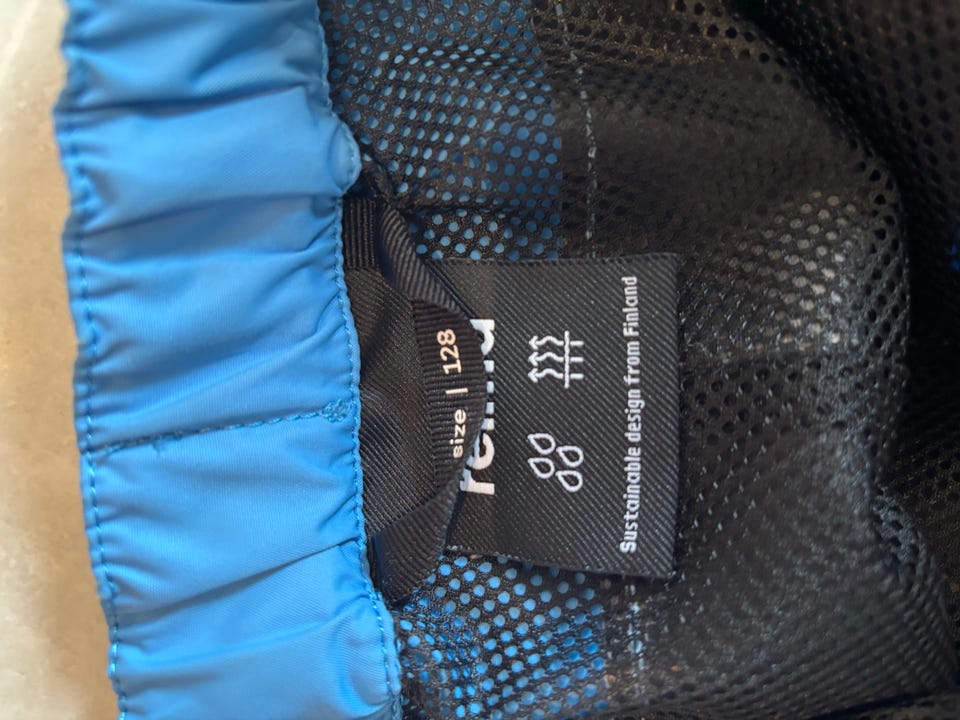 size | 128
reima
Sustainable design from Finland